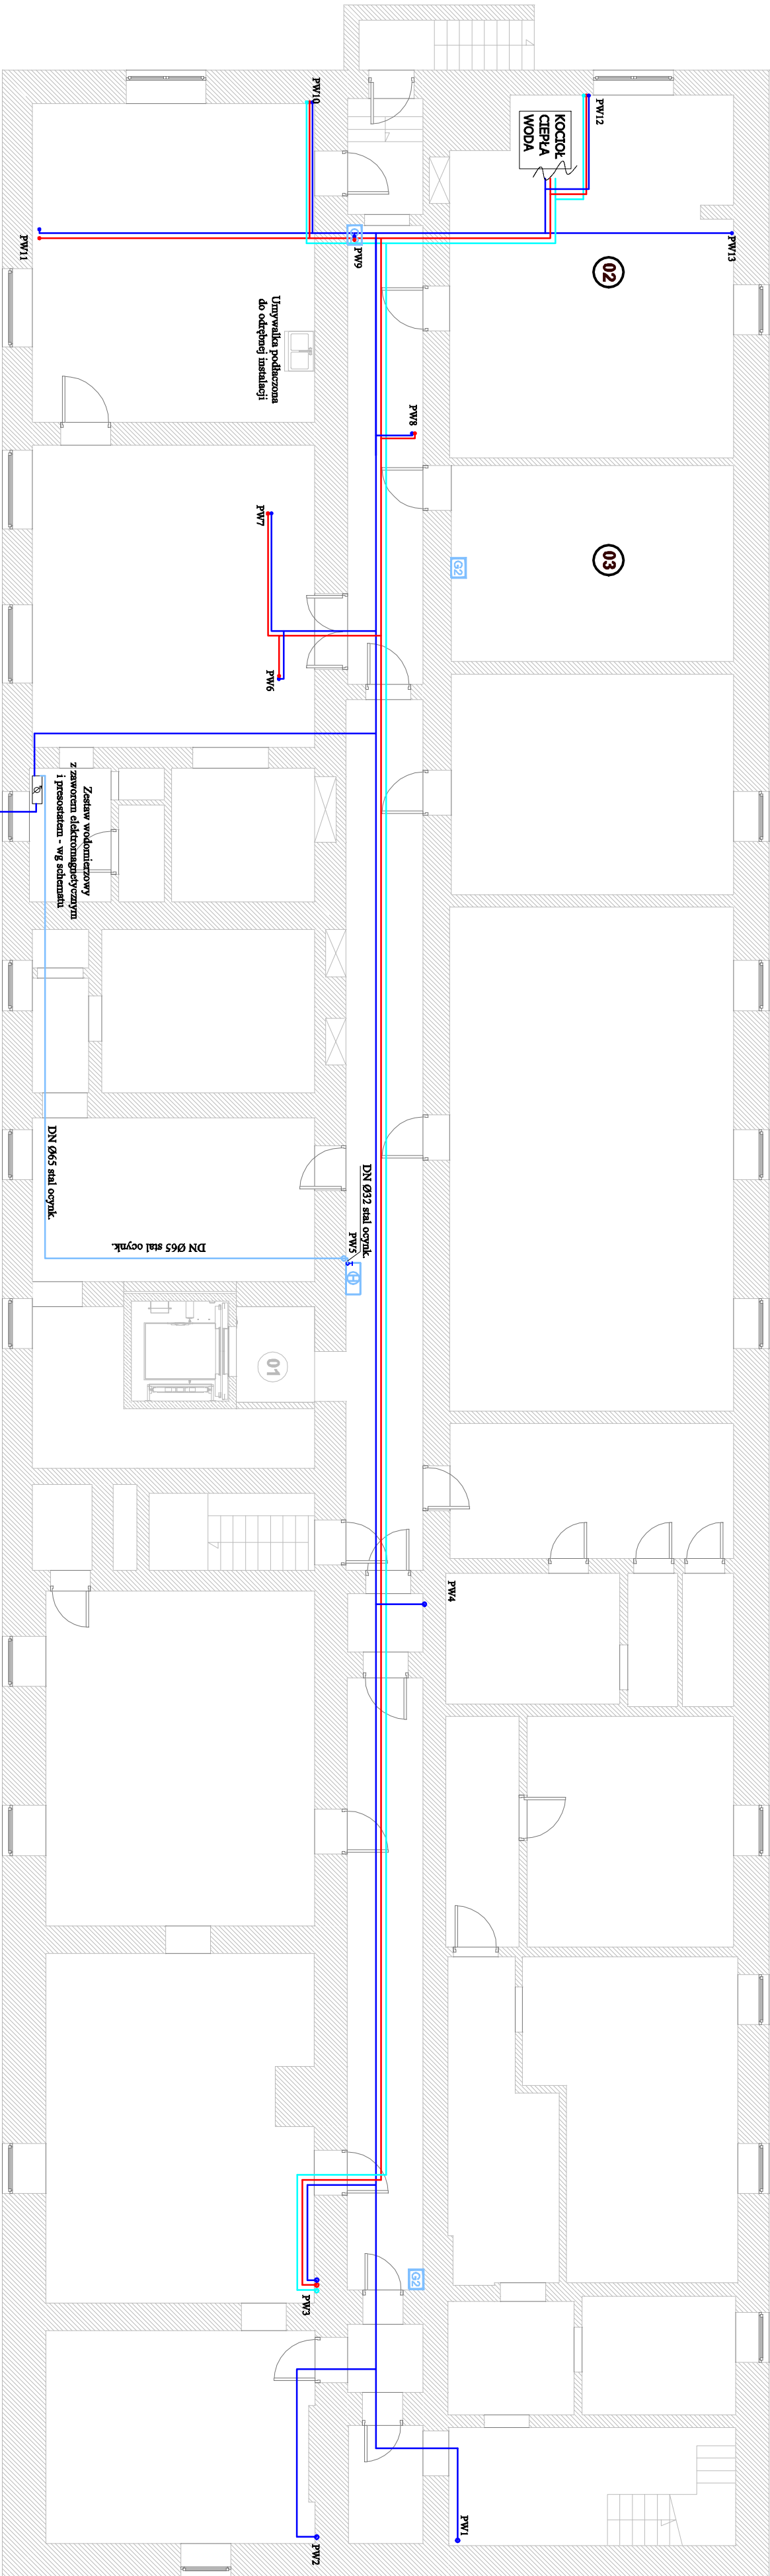 PW10
PW12
KOCIOŁ
CIEPŁA
WODA
PW11
PW9
PW13
02
Umywalka podłączona
do odrębnej instalacji
PW8
PW7
03
G2
PW6
Zestaw wodomierzowy
z zaworem elektromagnetycznym
i presostatem - wg schematu
DN Ø65 stal ocynk.
DN Ø32 stal ocynk.
DN Ø65 stal ocynk.
PW5
H
01
PW4
G2
PW3
PW1
PW2